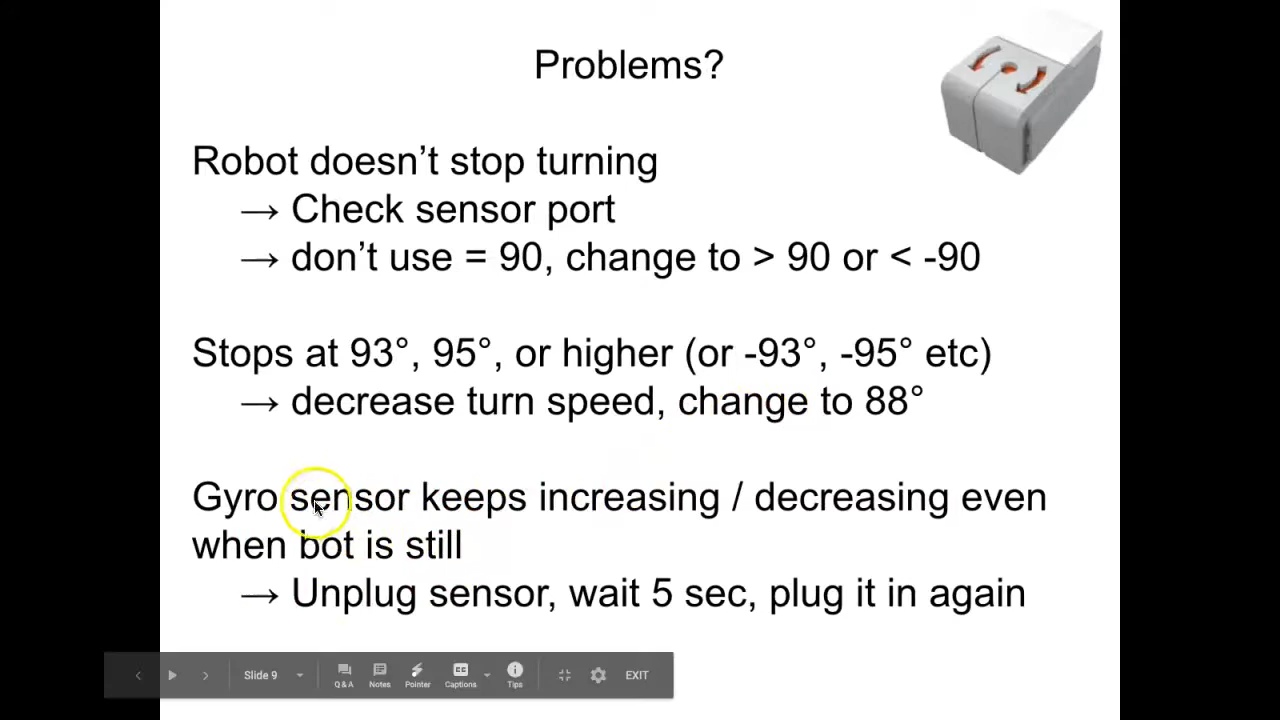 Problems?
Robot doesn’t stop turning
→ Check sensor port
→ don’t use = 90, change to > 90 or < -90
Stops at 93°, 95°, or higher (or -93°, -95° etc)
→ decrease turn speed, change to 88°
Gyro sensor keeps increasing / decreasing even
when bot is still
→ Unplug sensor, wait 5 sec, plug it in again
Slide 9
Q&A
Notes
Pointer
CC
Captions
Tips
EXIT